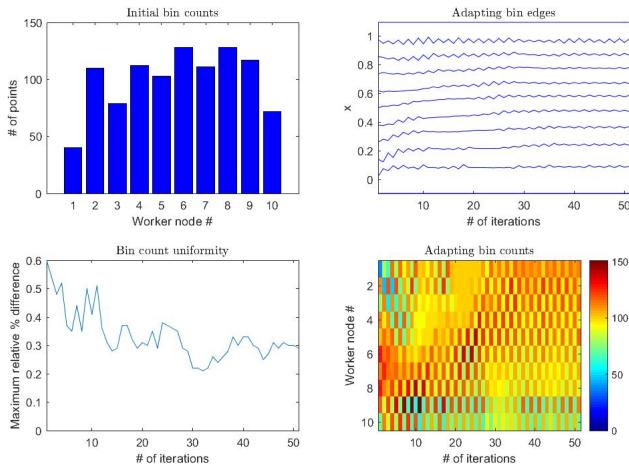 Initial bin counts
150
100
50
0
# of points
1 2 3 4 5 6 7 8 9 10
Worker node #
Adapting bin edges
1
0.8
0.6
0.4
0.2
0
x
10 20 30 40 50
# of iterations
Bin count uniformity
0.6
0.5
0.4
0.3
0.2
0.1
0
Maximum relative % difference
10 20 30 40 50
# of iterations
Adapting bin counts
2
4
6
8
10
Worker node #
10 20 30 40 50
# of iterations
150
100
50
0